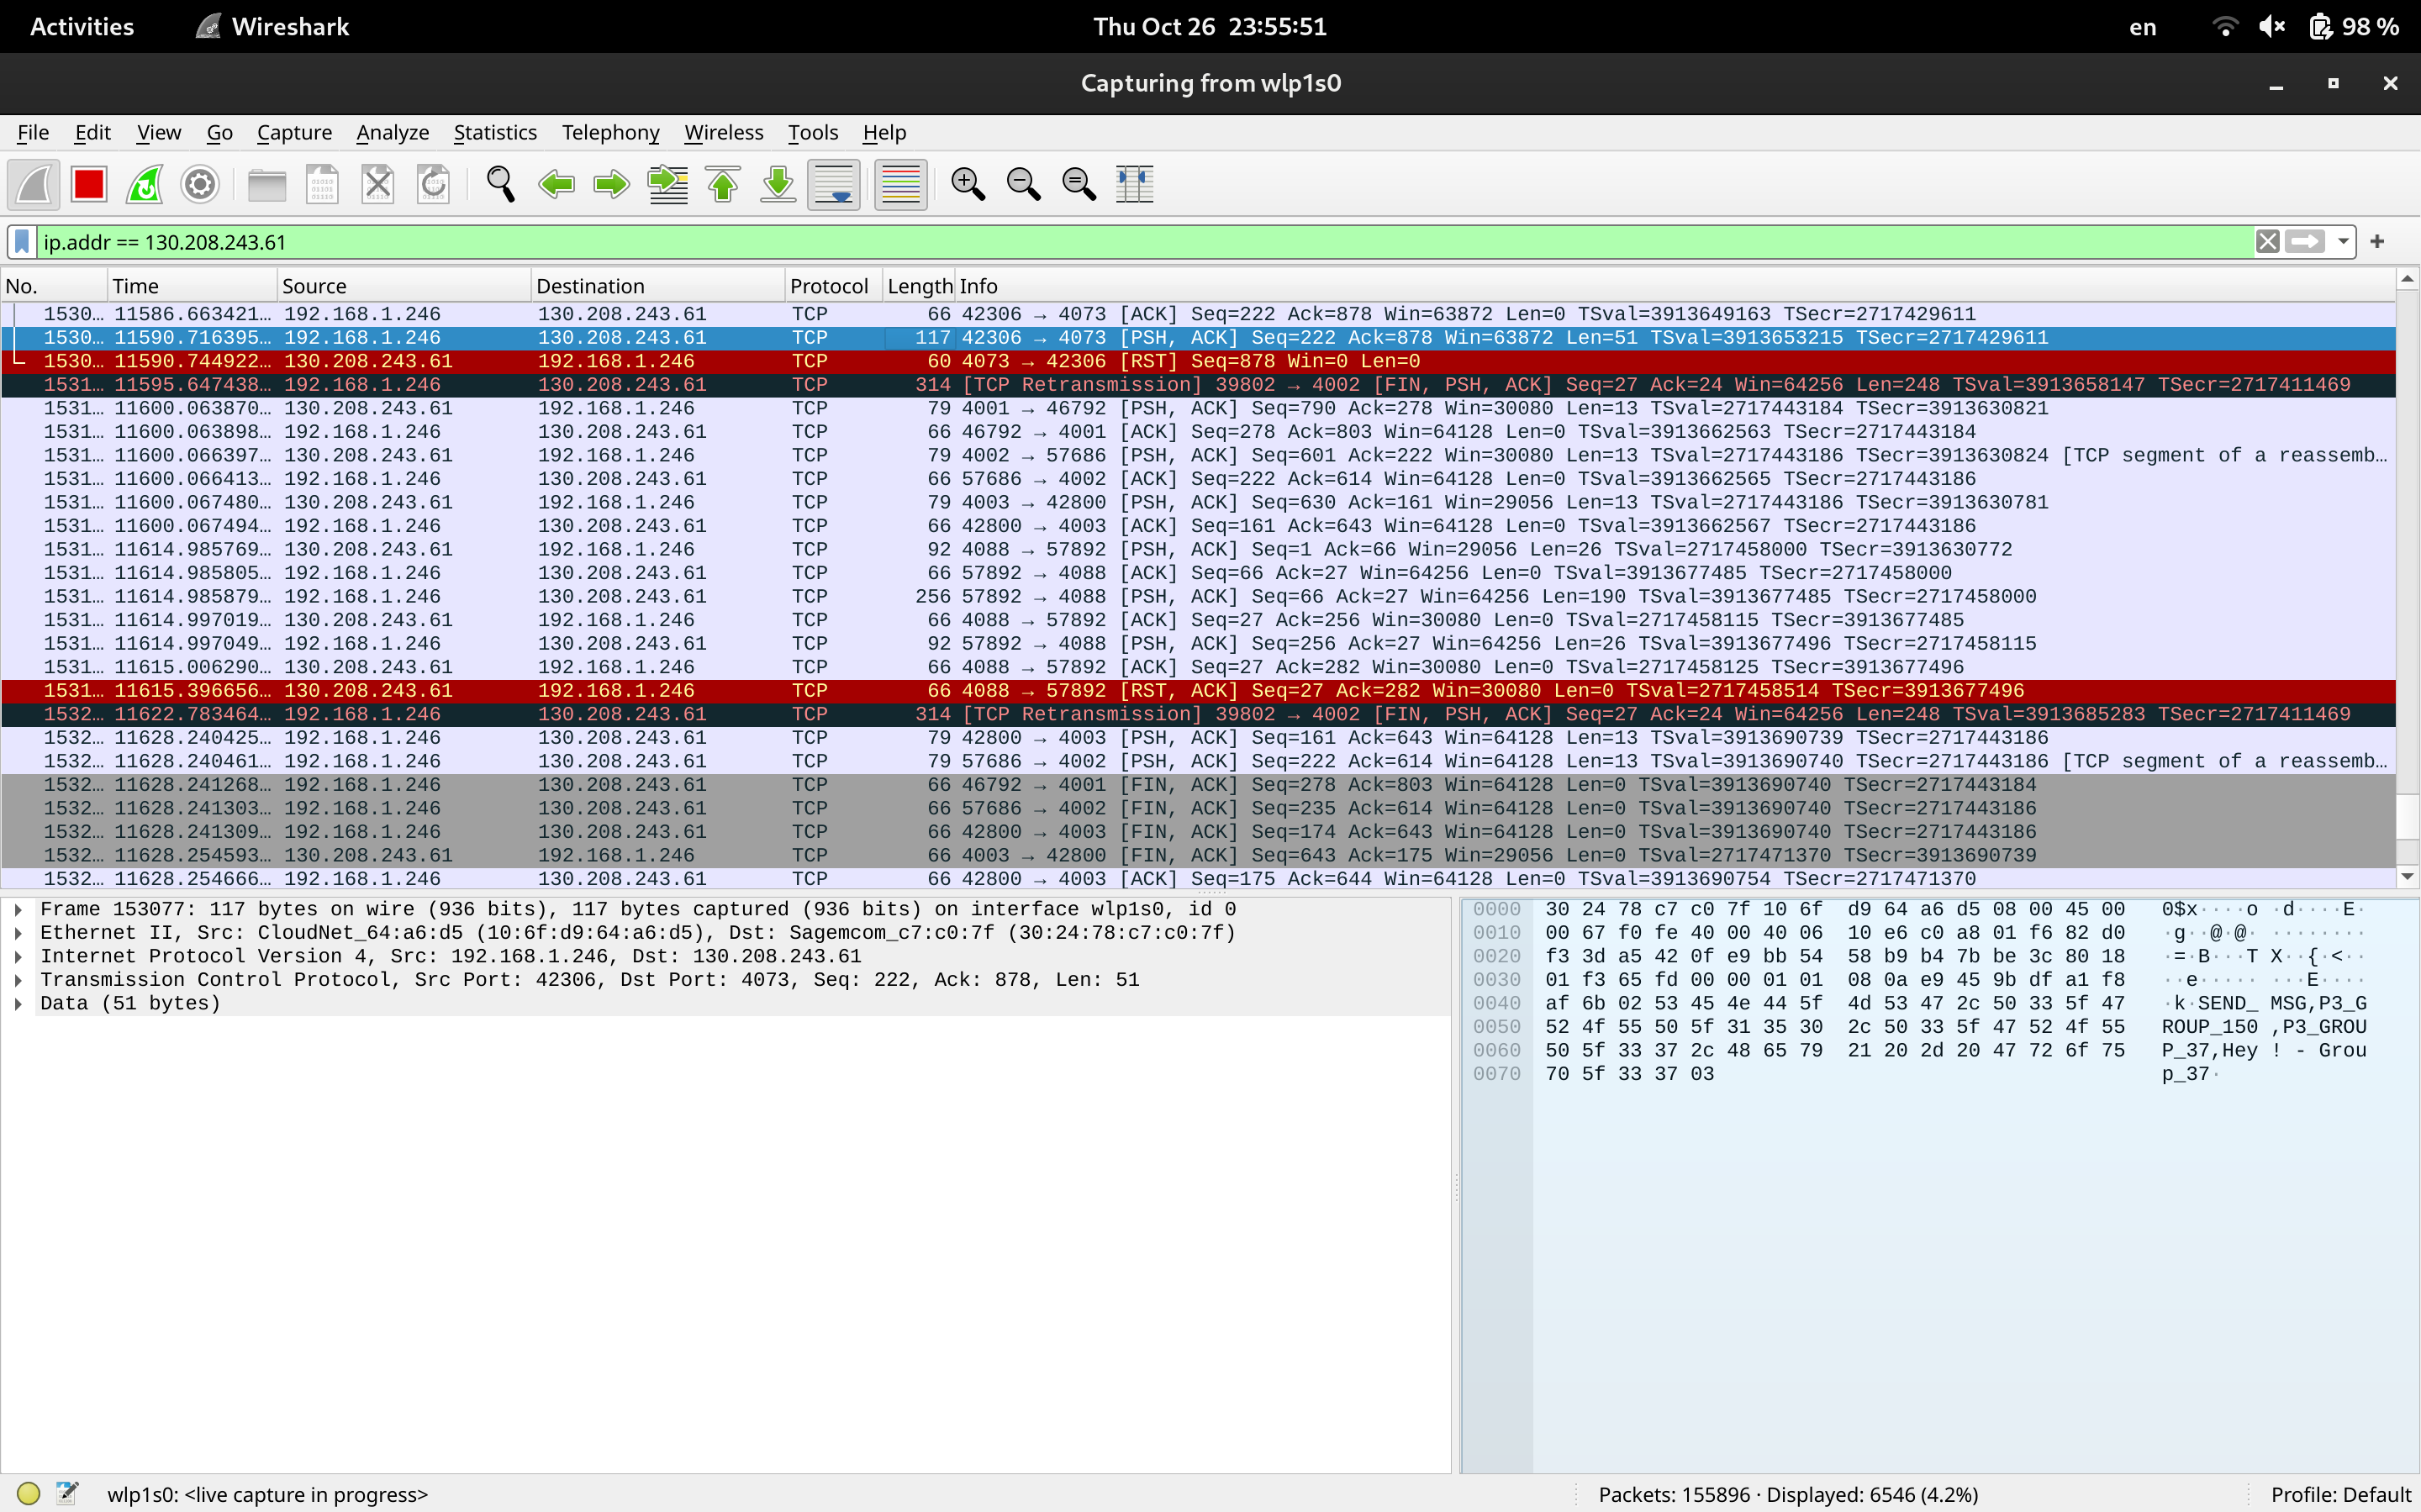 Activities Wireshark Thu Oct 26 23:55:51 en 98 %
Capturing from wlp1s0
File Edit View Go Capture Analyze Statistics Telephony Wireless Tools Help
ip.addr == 130.208.243.61
No. Time Source Destination Protocol Length Info
1530… 11586.663421… 192.168.1.246 130.208.243.61 TCP 66 42306 → 4073 [ACK] Seq=222 Ack=878 Win=63872 Len=0 TSval=3913649163 TSecr=2717429611
1530… 11590.716395… 192.168.1.246 130.208.243.61 TCP 117 42306 → 4073 [PSH, ACK] Seq=222 Ack=878 Win=63872 Len=51 TSval=3913653215 TSecr=2717429611
1530… 11590.744922… 130.208.243.61 192.168.1.246 TCP 60 4073 → 42306 [RST] Seq=878 Win=0 Len=0
1531… 11595.647438… 192.168.1.246 130.208.243.61 TCP 314 [TCP Retransmission] 39802 → 4002 [FIN, PSH, ACK] Seq=27 Ack=24 Win=64256 Len=248 TSval=3913658147 TSecr=2717411469
1531… 11600.063870… 130.208.243.61 192.168.1.246 TCP 79 4001 → 46792 [PSH, ACK] Seq=790 Ack=278 Win=30080 Len=13 TSval=2717443184 TSecr=3913630821
1531… 11600.063898… 192.168.1.246 130.208.243.61 TCP 66 46792 → 4001 [ACK] Seq=278 Ack=803 Win=64128 Len=0 TSval=3913662563 TSecr=2717443184
1531… 11600.066397… 130.208.243.61 192.168.1.246 TCP 79 4002 → 57686 [PSH, ACK] Seq=601 Ack=222 Win=30080 Len=13 TSval=2717443186 TSecr=3913630824 [TCP segment of a reassemb…
1531… 11600.066413… 192.168.1.246 130.208.243.61 TCP 66 57686 → 4002 [ACK] Seq=222 Ack=614 Win=64128 Len=0 TSval=3913662565 TSecr=2717443186
1531… 11600.067480… 130.208.243.61 192.168.1.246 TCP 79 4003 → 42800 [PSH, ACK] Seq=630 Ack=161 Win=29056 Len=13 TSval=2717443186 TSecr=3913630781
1531… 11600.067494… 192.168.1.246 130.208.243.61 TCP 66 42800 → 4003 [ACK] Seq=161 Ack=643 Win=64128 Len=0 TSval=3913662567 TSecr=2717443186
1531… 11614.985769… 130.208.243.61 192.168.1.246 TCP 92 4088 → 57892 [PSH, ACK] Seq=1 Ack=66 Win=29056 Len=26 TSval=2717458000 TSecr=3913630772
1531… 11614.985805… 192.168.1.246 130.208.243.61 TCP 66 57892 → 4088 [ACK] Seq=66 Ack=27 Win=64256 Len=0 TSval=3913677485 TSecr=2717458000
1531… 11614.985879… 192.168.1.246 130.208.243.61 TCP 256 57892 → 4088 [PSH, ACK] Seq=66 Ack=27 Win=64256 Len=190 TSval=3913677485 TSecr=2717458000
1531… 11614.997019… 130.208.243.61 192.168.1.246 TCP 66 4088 → 57892 [ACK] Seq=27 Ack=256 Win=30080 Len=0 TSval=2717458115 TSecr=3913677485
1531… 11614.997049… 192.168.1.246 130.208.243.61 TCP 92 57892 → 4088 [PSH, ACK] Seq=256 Ack=27 Win=64256 Len=26 TSval=3913677496 TSecr=2717458115
1531… 11615.006290… 130.208.243.61 192.168.1.246 TCP 66 4088 → 57892 [ACK] Seq=27 Ack=282 Win=30080 Len=0 TSval=2717458125 TSecr=3913677496
1531… 11615.396656… 130.208.243.61 192.168.1.246 TCP 66 4088 → 57892 [RST, ACK] Seq=27 Ack=282 Win=30080 Len=0 TSval=2717458514 TSecr=3913677496
1532… 11622.783464… 192.168.1.246 130.208.243.61 TCP 314 [TCP Retransmission] 39802 → 4002 [FIN, PSH, ACK] Seq=27 Ack=24 Win=64256 Len=248 TSval=3913685283 TSecr=2717411469
1532… 11628.240425… 192.168.1.246 130.208.243.61 TCP 79 42800 → 4003 [PSH, ACK] Seq=161 Ack=643 Win=64128 Len=13 TSval=3913690739 TSecr=2717443186
1532… 11628.240461… 192.168.1.246 130.208.243.61 TCP 79 57686 → 4002 [PSH, ACK] Seq=222 Ack=614 Win=64128 Len=13 TSval=3913690740 TSecr=2717443186 [TCP segment of a reassemb…
1532… 11628.241268… 192.168.1.246 130.208.243.61 TCP 66 46792 → 4001 [FIN, ACK] Seq=278 Ack=803 Win=64128 Len=0 TSval=3913690740 TSecr=2717443184
1532… 11628.241303… 192.168.1.246 130.208.243.61 TCP 66 57686 → 4002 [FIN, ACK] Seq=235 Ack=614 Win=64128 Len=0 TSval=3913690740 TSecr=2717443186
1532… 11628.241309… 192.168.1.246 130.208.243.61 TCP 66 42800 → 4003 [FIN, ACK] Seq=174 Ack=643 Win=64128 Len=0 TSval=3913690740 TSecr=2717443186
1532… 11628.254593… 130.208.243.61 192.168.1.246 TCP 66 4003 → 42800 [FIN, ACK] Seq=643 Ack=175 Win=29056 Len=0 TSval=2717471370 TSecr=3913690739
1532… 11628.254666… 192.168.1.246 130.208.243.61 TCP 66 42800 → 4003 [ACK] Seq=175 Ack=644 Win=64128 Len=0 TSval=3913690754 TSecr=2717471370
Frame 153077: 117 bytes on wire (936 bits), 117 bytes captured (936 bits) on interface wlp1s0, id 0
Ethernet II, Src: CloudNet_64:a6:d5 (10:6f:d9:64:a6:d5), Dst: Sagemcom_c7:c0:7f (30:24:78:c7:c0:7f)
Internet Protocol Version 4, Src: 192.168.1.246, Dst: 130.208.243.61
Transmission Control Protocol, Src Port: 42306, Dst Port: 4073, Seq: 222, Ack: 878, Len: 51
Data (51 bytes)
0000 30 24 78 c7 c0 7f 10 6f d9 64 a6 d5 08 00 45 00 0$x····o ·d····E·
0010 00 67 f0 fe 40 00 40 06 10 e6 c0 a8 01 f6 82 d0 ·g··@·@· ········
0020 f3 3d a5 42 0f e9 bb 54 58 b9 b4 7b be 3c 80 18 ·=·B···T X··{·<··
0030 01 f3 65 fd 00 00 01 01 08 0a e9 45 9b df a1 f8 ··e····· ···E····
0040 af 6b 02 53 45 4e 44 5f 4d 53 47 2c 50 33 5f 47 ·k·SEND_ MSG,P3_G
0050 52 4f 55 50 5f 31 35 30 2c 50 33 5f 47 52 4f 55 ROUP_150 ,P3_GROU
0060 50 5f 33 37 2c 48 65 79 21 20 2d 20 47 72 6f 75 P_37,Hey ! - Grou
0070 70 5f 33 37 03 p_37·
wlp1s0: <live capture in progress> Packets: 155896 · Displayed: 6546 (4.2%) Profile: Default